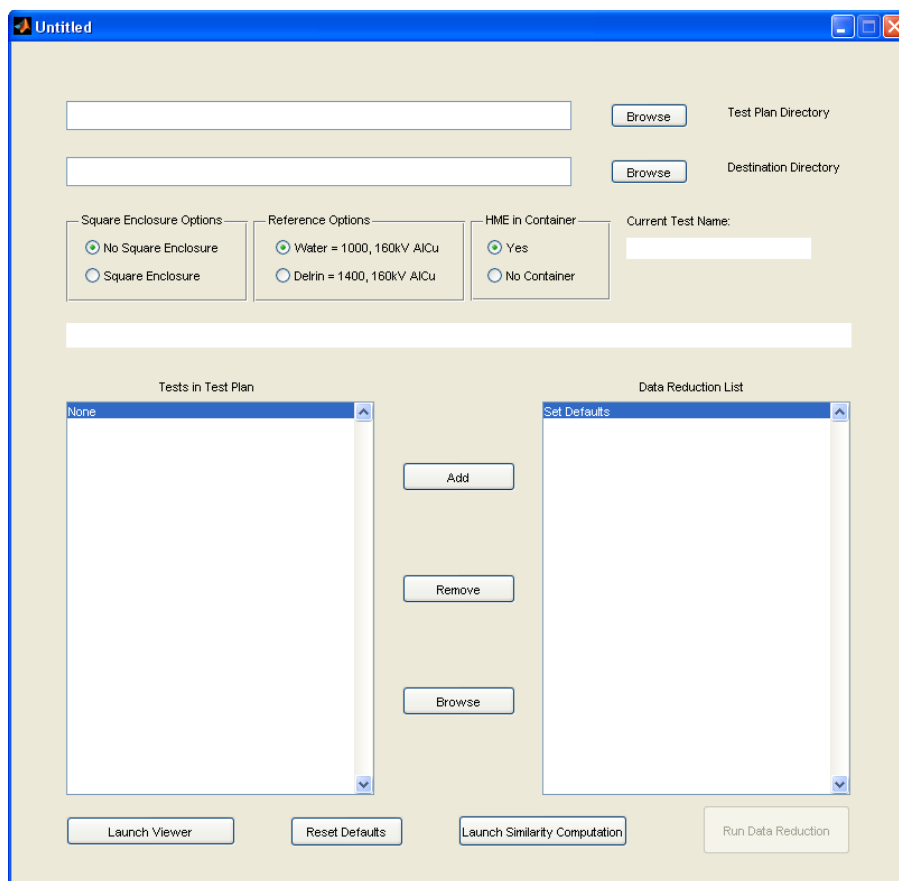 Untitled
Browse
Test Plan Directory
Browse
Destination Directory
Square Enclosure Options
No Square Enclosure
Square Enclosure
Reference Options
Water = 1000, 160kV AlCu
Delrin = 1400, 160kV AlCu
HME in Container
Yes
No Container
Current Test Name:
Tests in Test Plan
None
Add
Remove
Browse
Data Reduction List
Set Defaults
Launch Viewer
Reset Defaults
Launch Similarity Computation
Run Data Reduction